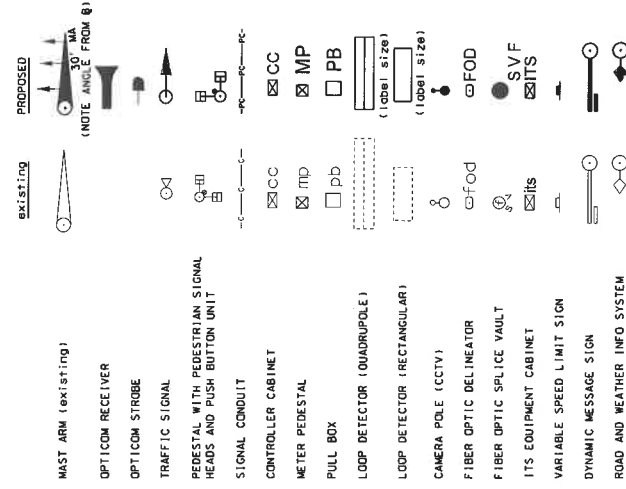 existing PROPOSED
MAST ARM (existing) 30' MA
(NOTE ANGLE FROM ⅊)
OPTICOM RECEIVER
OPTICOM STROBE
TRAFFIC SIGNAL
PEDESTAL WITH PEDESTRIAN SIGNAL
HEADS AND PUSH BUTTON UNIT
SIGNAL CONDUIT -C-----C-----C- -PC-----PC-----PC-
CONTROLLER CABINET cc CC
METER PEDESTAL mp MP
PULL BOX pb PB
LOOP DETECTOR (QUADRUPOLE)
(label size)
LOOP DETECTOR (RECTANGULAR)
(label size)
CAMERA POLE (CCTV)
FIBER OPTIC DELINEATOR fod FOD
FIBER OPTIC SPLICE VAULT svf SVF
ITS EQUIPMENT CABINET its ITS
VARIABLE SPEED LIMIT SIGN
DYNAMIC MESSAGE SIGN
ROAD AND WEATHER INFO SYSTEM